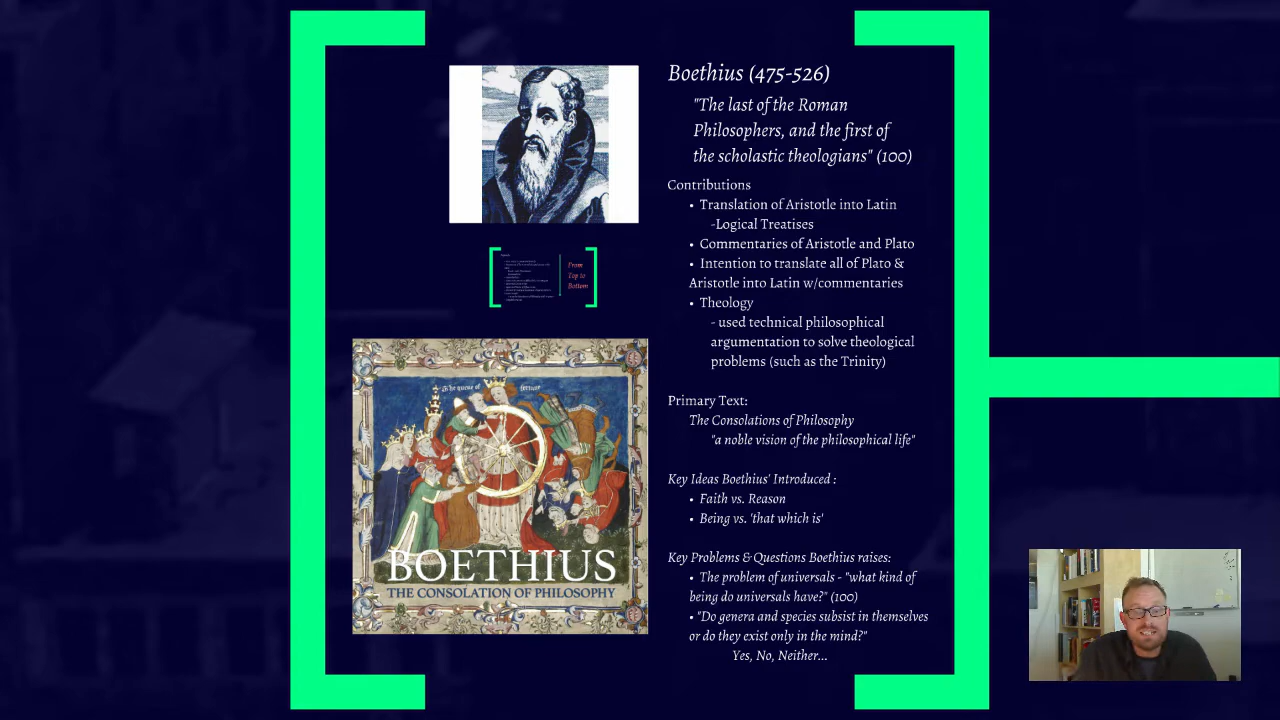 Boethius (475-526)
"The last of the Roman
Philosophers, and the first of
the scholastic theologians" (100)
Contributions
• Translation of Aristotle into Latin
-Logical Treatises
• Commentaries of Aristotle and Plato
• Intention to translate all of Plato &
Aristotle into Latin w/commentaries
• Theology
- used technical philosophical
argumentation to solve theological
problems (such as the Trinity)
Primary Text:
The Consolations of Philosophy
"a noble vision of the philosophical life"
Key Ideas Boethius' Introduced :
• Faith vs. Reason
• Being vs. 'that which is'
Key Problems & Questions Boethius raises:
• The problem of universals - "what kind of
being do universals have?" (100)
• "Do genera and species subsist in themselves
or do they exist only in the mind?"
Yes, No, Neither...
From
Top to
Bottom
BOETHIUS
THE CONSOLATION OF PHILOSOPHY